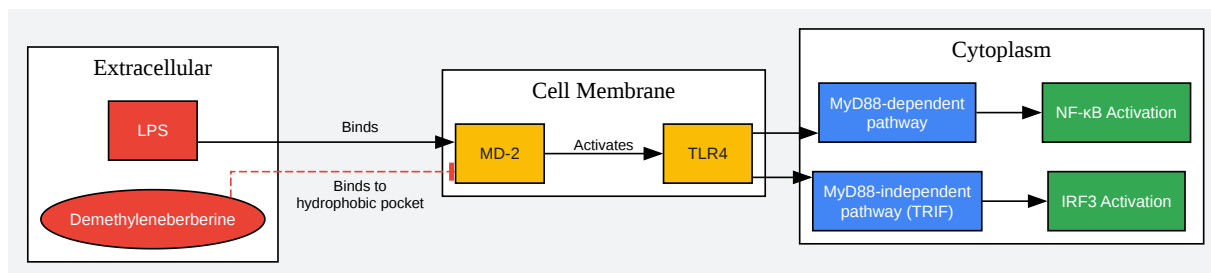 Extracellular
LPS
Demethyleneberberine
Binds
Binds to
hydrophobic pocket
Cell Membrane
MD-2
Activates
TLR4
Cytoplasm
MyD88-dependent
pathway
NF-κB Activation
MyD88-independent
pathway (TRIF)
IRF3 Activation